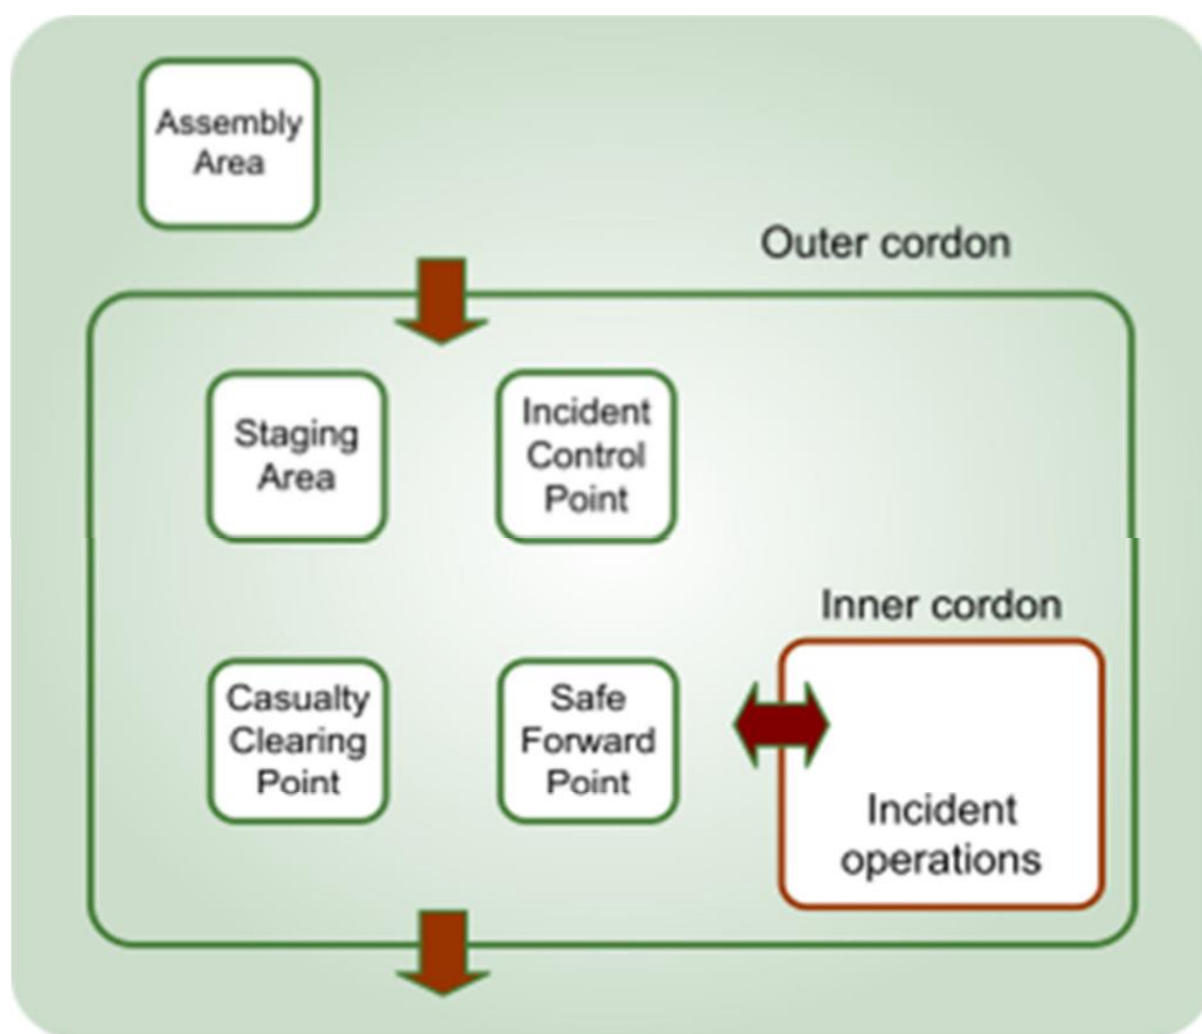 Assembly
Area
Outer cordon
Staging
Area
Incident
Control
Point
Inner cordon
Casualty
Clearing
Point
Safe
Forward
Point
Incident
operations